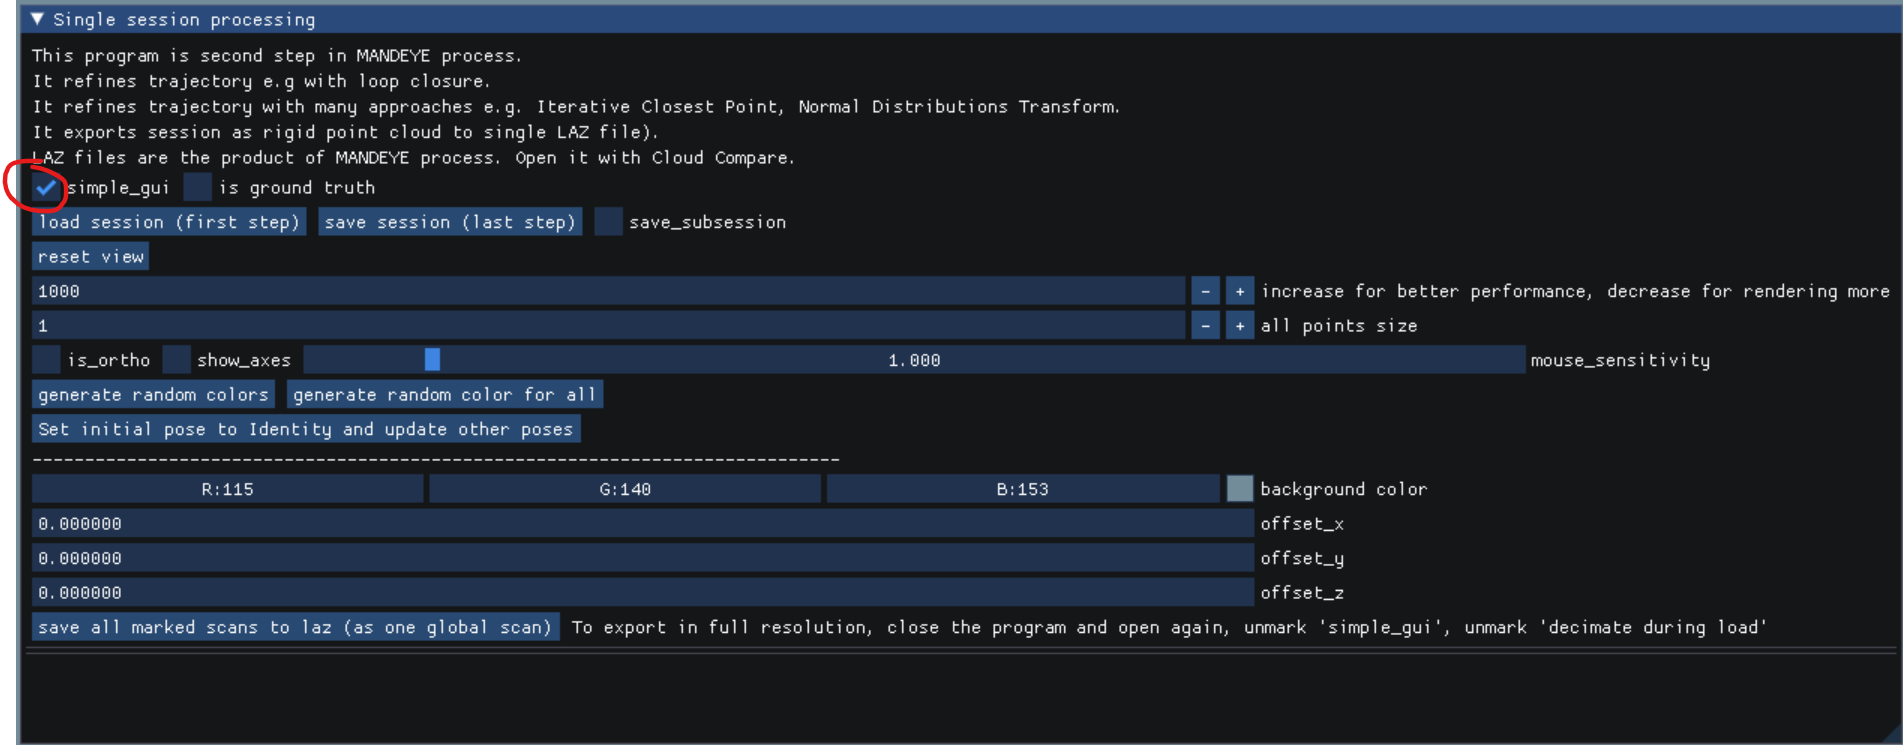 Single session processing
This program is second step in MANDEYE process.
It refines trajectory e.g with loop closure.
It refines trajectory with many approaches e.g. Iterative Closest Point, Normal Distributions Transform.
It exports session as rigid point cloud to single LAZ file).
LAZ files are the product of MANDEYE process. Open it with Cloud Compare.
simple_gui is ground truth
load session (first step) save session (last step) save_subsession
reset view
1000 - + increase for better performance, decrease for rendering more
1 - + all points size
is_ortho show_axes 1.000 mouse_sensitivity
generate random colors generate random color for all
Set initial pose to Identity and update other poses
------------------------------------------------------------------------------
R:115 G:140 B:153 background color
0.000000 offset_x
0.000000 offset_y
0.000000 offset_z
save all marked scans to laz (as one global scan) To export in full resolution, close the program and open again, unmark 'simple_gui', unmark 'decimate during load'